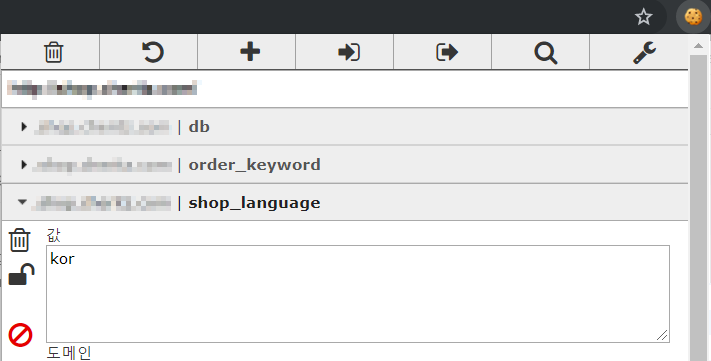 | db
| order_keyword
| shop_language
값
kor
도메인